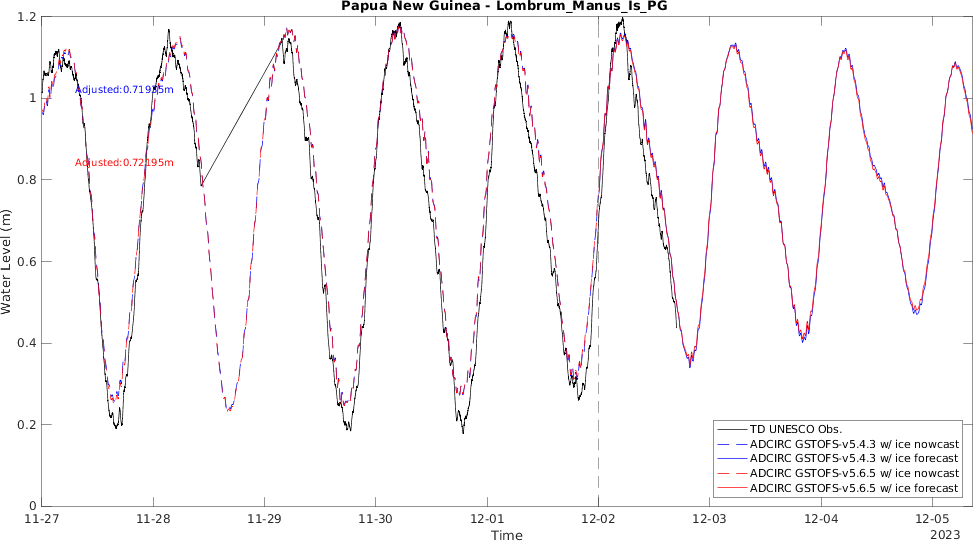 Papua New Guinea - Lombrum_Manus_Is_PG
1.2
1
0.8
0.6
0.4
0.2
0
Water Level (m)
Adjusted:0.71935m
Adjusted:0.72195m
TD UNESCO Obs.
ADCIRC GSTOFS-v5.4.3 w/ ice nowcast
ADCIRC GSTOFS-v5.4.3 w/ ice forecast
ADCIRC GSTOFS-v5.6.5 w/ ice nowcast
ADCIRC GSTOFS-v5.6.5 w/ ice forecast
11-27 11-28 11-29 11-30 12-01 12-02 12-03 12-04 12-05
Time
2023